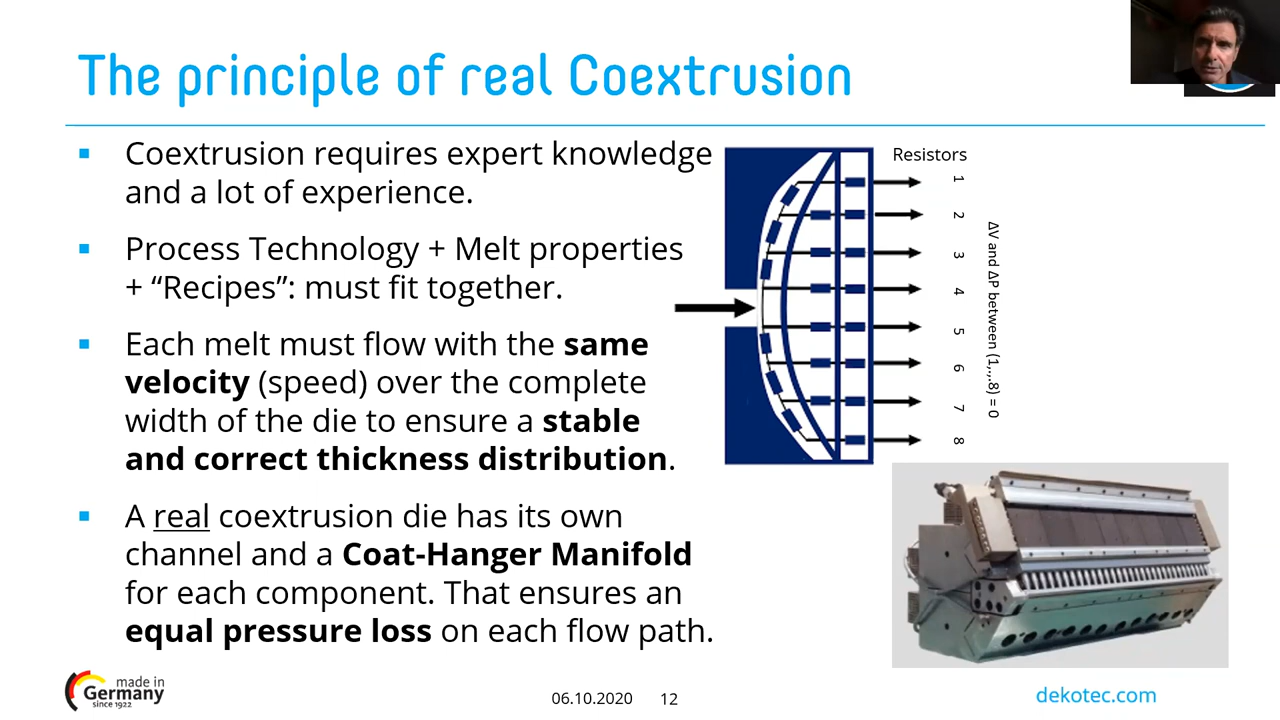 The principle of real Coextrusion
▪ Coextrusion requires expert knowledge
and a lot of experience.
▪ Process Technology + Melt properties
+ “Recipes”: must fit together.
▪ Each melt must flow with the same
velocity (speed) over the complete
width of the die to ensure a stable
and correct thickness distribution.
▪ A real coextrusion die has its own
channel and a Coat-Hanger Manifold
for each component. That ensures an
equal pressure loss on each flow path.
Resistors
1
2
3
4
5
6
7
8
ΔV and ΔP between (1,,,.8) = 0
made in
Germany
since 1922
06.10.2020
12
dekotec.com